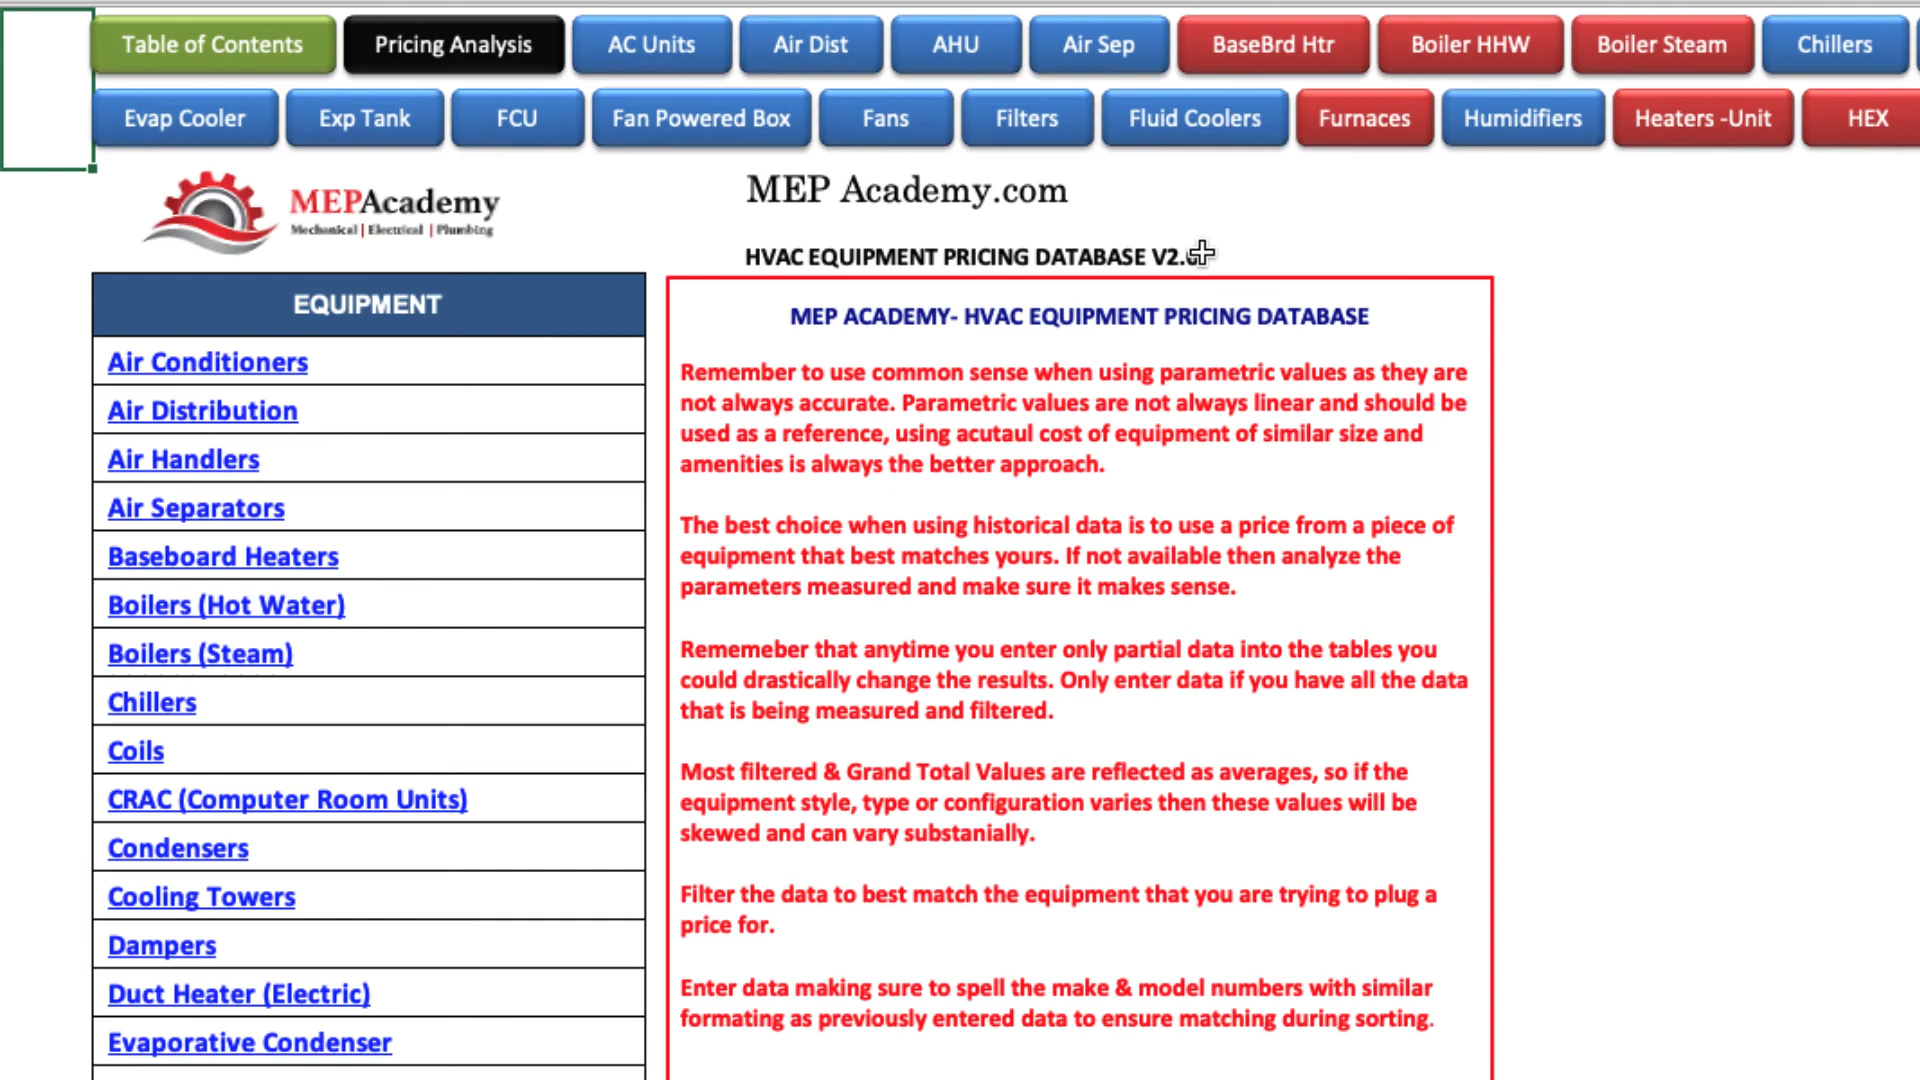 Table of Contents
Pricing Analysis
AC Units
Air Dist
AHU
Air Sep
BaseBrd Htr
Boiler HHW
Boiler Steam
Chillers
Evap Cooler
Exp Tank
FCU
Fan Powered Box
Fans
Filters
Fluid Coolers
Furnaces
Humidifiers
Heaters -Unit
HEX
MEPAcademy
Mechanical | Electrical | Plumbing
MEP Academy.com
HVAC EQUIPMENT PRICING DATABASE
EQUIPMENT
Air Conditioners
Air Distribution
Air Handlers
Air Separators
Baseboard Heaters
Boilers (Hot Water)
Boilers (Steam)
Chillers
Coils
CRAC (Computer Room Units)
Condensers
Cooling Towers
Dampers
Duct Heater (Electric)
Evaporative Condenser
MEP ACADEMY- HVAC EQUIPMENT PRICING DATABASE
Remember to use common sense when using parametric values as they are
not always accurate. Parametric values are not always linear and should be
used as a reference, using acutaul cost of equipment of similar size and
amenities is always the better approach.
The best choice when using historical data is to use a price from a piece of
equipment that best matches yours. If not available then analyze the
parameters measured and make sure it makes sense.
Rememeber that anytime you enter only partial data into the tables you
could drastically change the results. Only enter data if you have all the data
that is being measured and filtered.
Most filtered & Grand Total Values are reflected as averages, so if the
equipment style, type or configuration varies then these values will be
skewed and can vary substanially.
Filter the data to best match the equipment that you are trying to plug a
price for.
Enter data making sure to spell the make & model numbers with similar
formating as previously entered data to ensure matching during sorting.